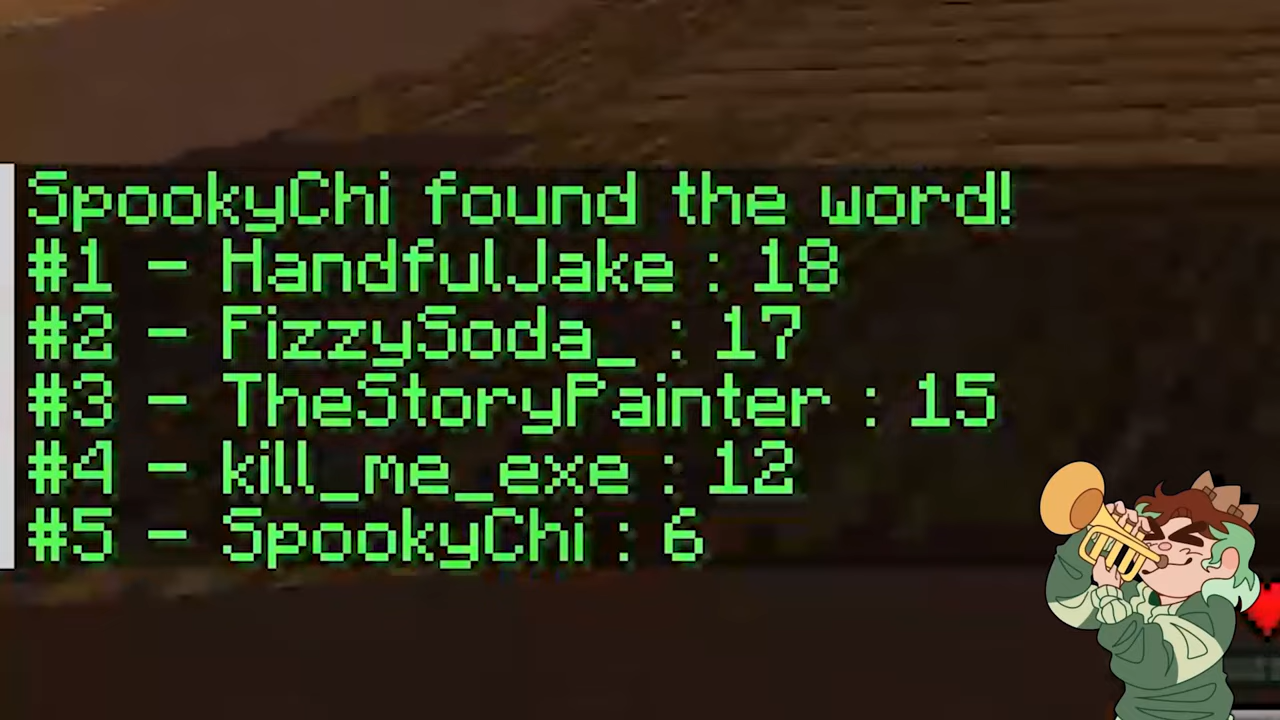 SpookyChi found the word!
#1 - HandfulJake : 18
#2 - FizzySoda_ : 17
#3 - TheStoryPainter : 15
#4 - kill_me_exe : 12
#5 - SpookyChi : 6